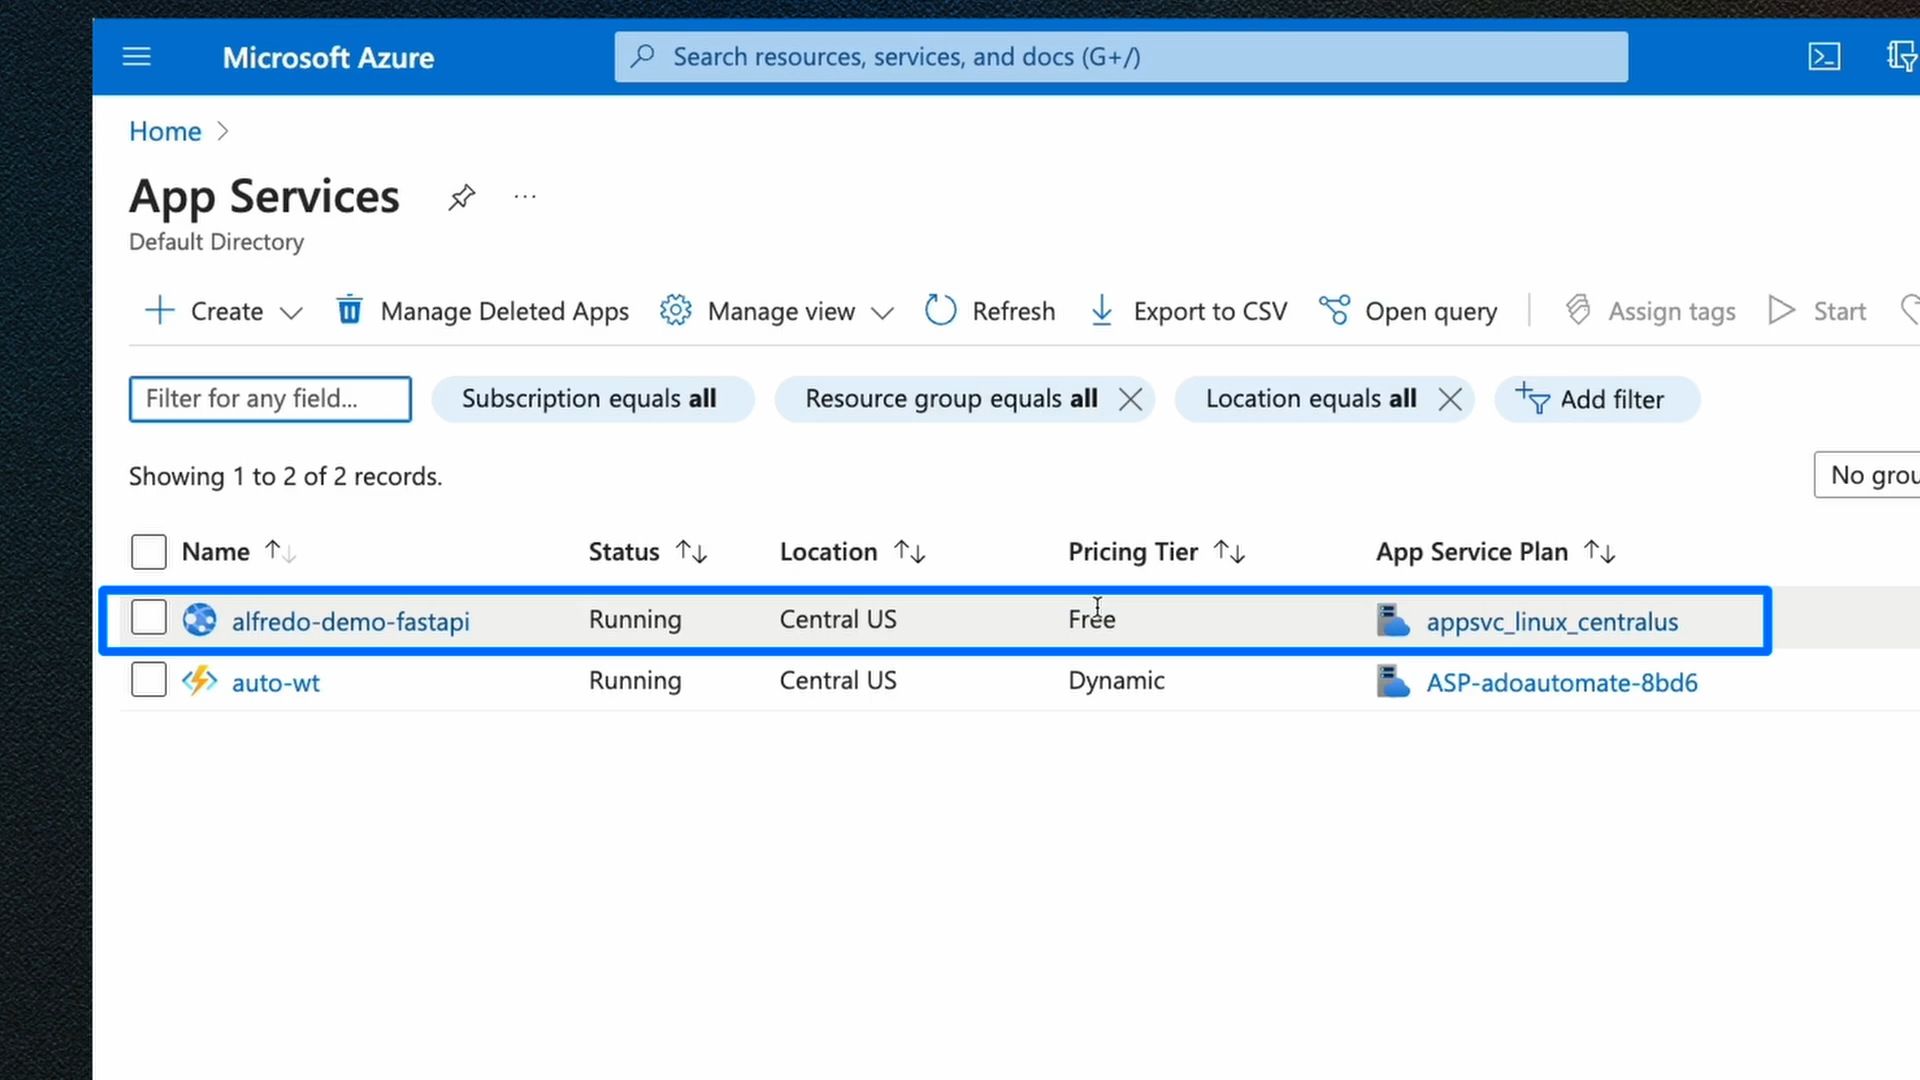 Microsoft Azure
Search resources, services, and docs (G+/)
Home
App Services
Default Directory
Create
Manage Deleted Apps
Manage view
Refresh
Export to CSV
Open query
Assign tags
Start
Filter for any field...
Subscription equals all
Resource group equals all
Location equals all
Add filter
Showing 1 to 2 of 2 records.
No grou
Name Status Location Pricing Tier App Service Plan
alfredo-demo-fastapi Running Central US Free appsvc_linux_centralus
auto-wt Running Central US Dynamic ASP-adoautomate-8bd6